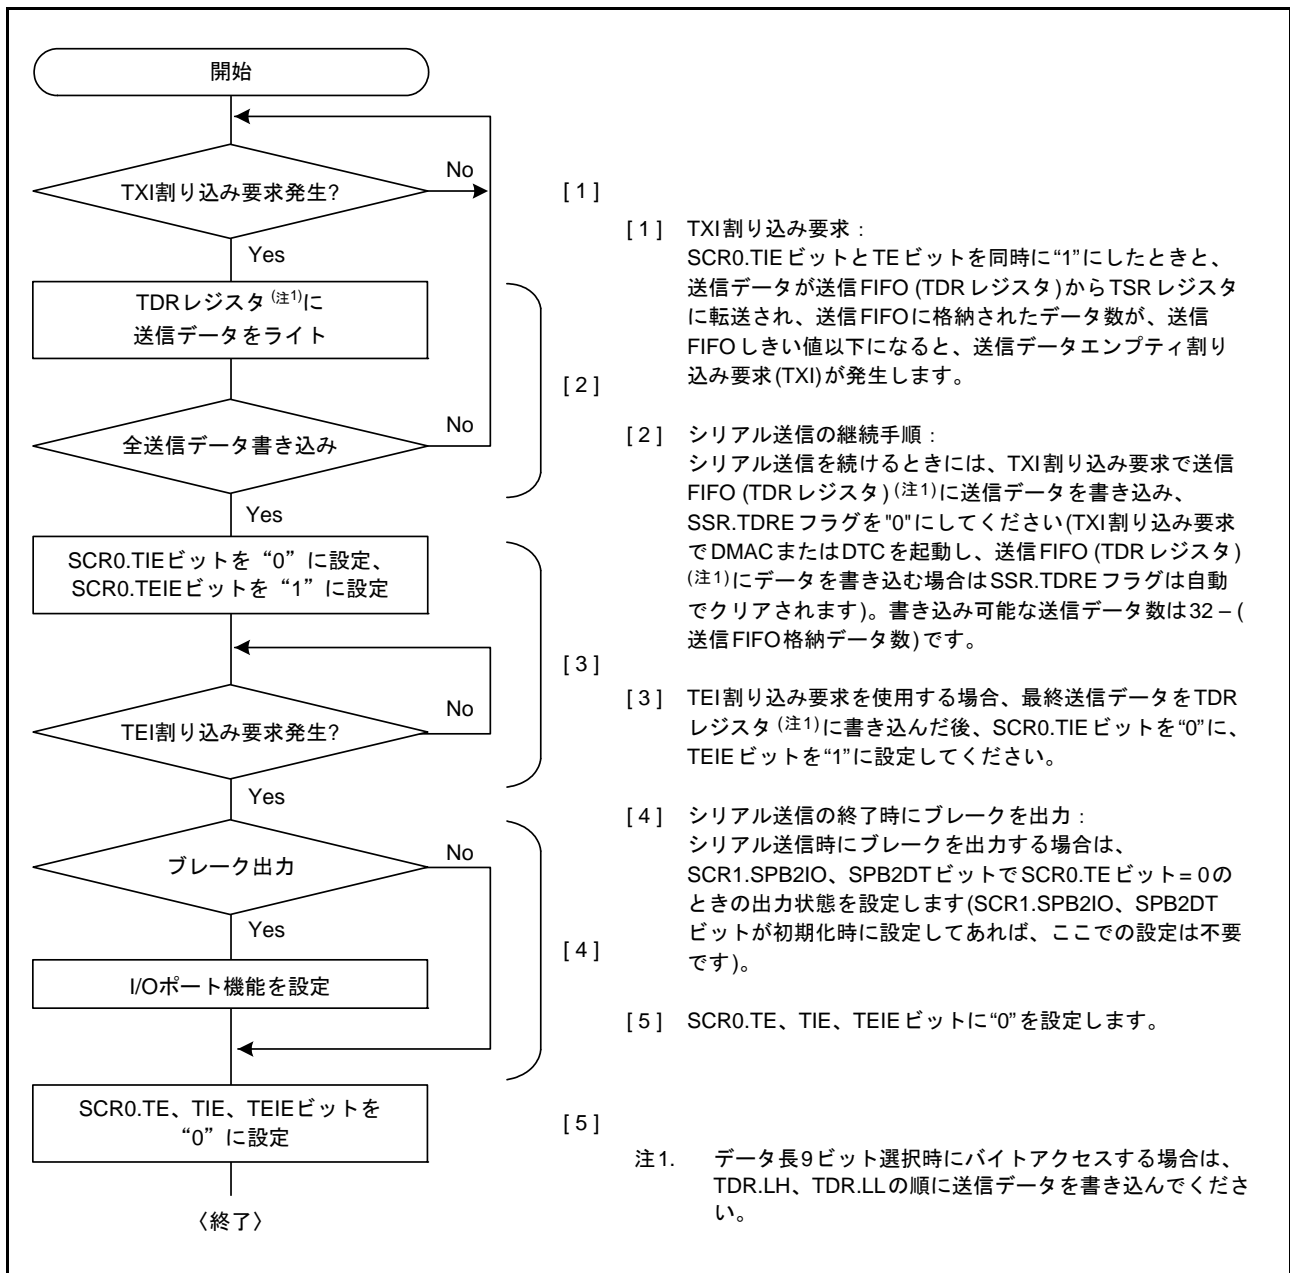 開始
TXI割り込み要求発生?
No
[1]
Yes
TDRレジスタ(注1)に
送信データをライト
[2]
全送信データ書き込み
No
Yes
SCR0.TIEビットを“0”に設定、
SCR0.TEIEビットを“1”に設定
[3]
TEI割り込み要求発生?
No
Yes
ブレーク出力
No
Yes
[4]
I/Oポート機能を設定
SCR0.TE、TIE、TEIEビットを
“0”に設定
[5]
〈終了〉
[1] TXI割り込み要求:
SCR0.TIEビットとTEビットを同時に“1”にしたときと、
送信データが送信FIFO (TDRレジスタ)からTSRレジスタ
に転送され、送信FIFOに格納されたデータ数が、送信
FIFOしきい値以下になると、送信データエンプティ割り
込み要求(TXI)が発生します。
[2] シリアル送信の継続手順:
シリアル送信を続けるときには、TXI割り込み要求で送信
FIFO (TDRレジスタ)(注1)に送信データを書き込み、
SSR.TDREフラグを"0"にしてください(TXI割り込み要求
でDMACまたはDTCを起動し、送信FIFO (TDRレジスタ)
(注1)にデータを書き込む場合はSSR.TDREフラグは自動
でクリアされます)。書き込み可能な送信データ数は32 – (
送信FIFO格納データ数)です。
[3] TEI割り込み要求を使用する場合、最終送信データをTDR
レジスタ(注1)に書き込んだ後、SCR0.TIEビットを“0”に、
TEIEビットを“1”に設定してください。
[4] シリアル送信の終了時にブレークを出力:
シリアル送信時にブレークを出力する場合は、
SCR1.SPB2IO、SPB2DTビットでSCR0.TEビット= 0の
ときの出力状態を設定します(SCR1.SPB2IO、SPB2DT
ビットが初期化時に設定してあれば、ここでの設定は不要
です)。
[5] SCR0.TE、TIE、TEIEビットに“0”を設定します。
注1. データ長9ビット選択時にバイトアクセスする場合は、
TDR.LH、TDR.LLの順に送信データを書き込んでくださ
い。